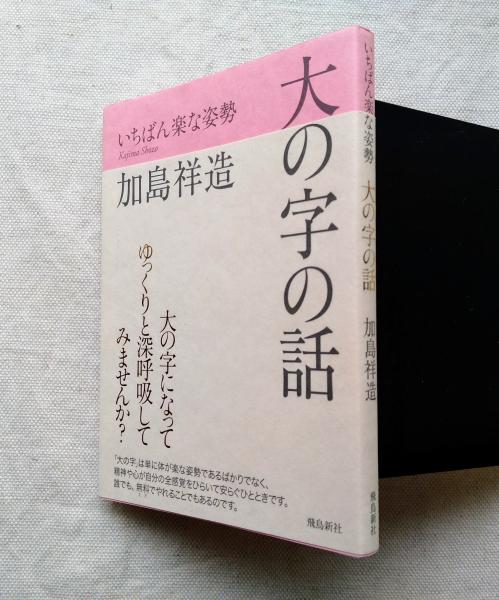 大の字の話
いちばん楽な姿勢
Kajima Shozo
加島祥造
大の字になって
ゆっくりと深呼吸して
みませんか?
「大の字」は単に体が楽な姿勢であるばかりでなく、
精神や心が自分の全感覚をひらいて安らぐひとときです。
誰でも、無料でやれることでもあるのです。
飛鳥新社
いちばん楽な姿勢
大の字の話
加島祥造
飛鳥新社